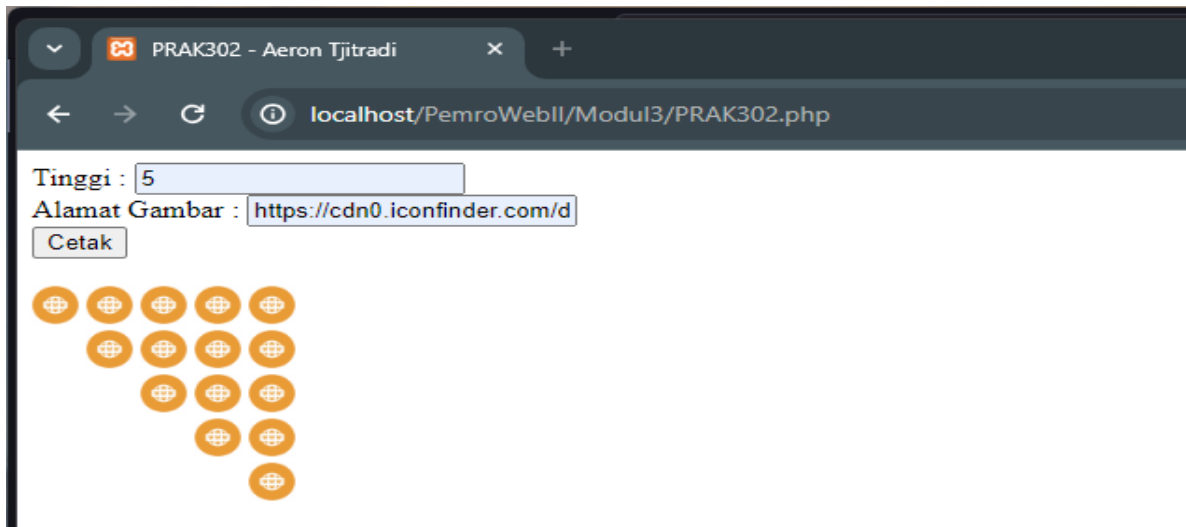 PRAK302 - Aeron Tjitradi
localhost/PemroWebII/Modul3/PRAK302.php
Tinggi : 5
Alamat Gambar : https://cdn0.iconfinder.com/d
Cetak